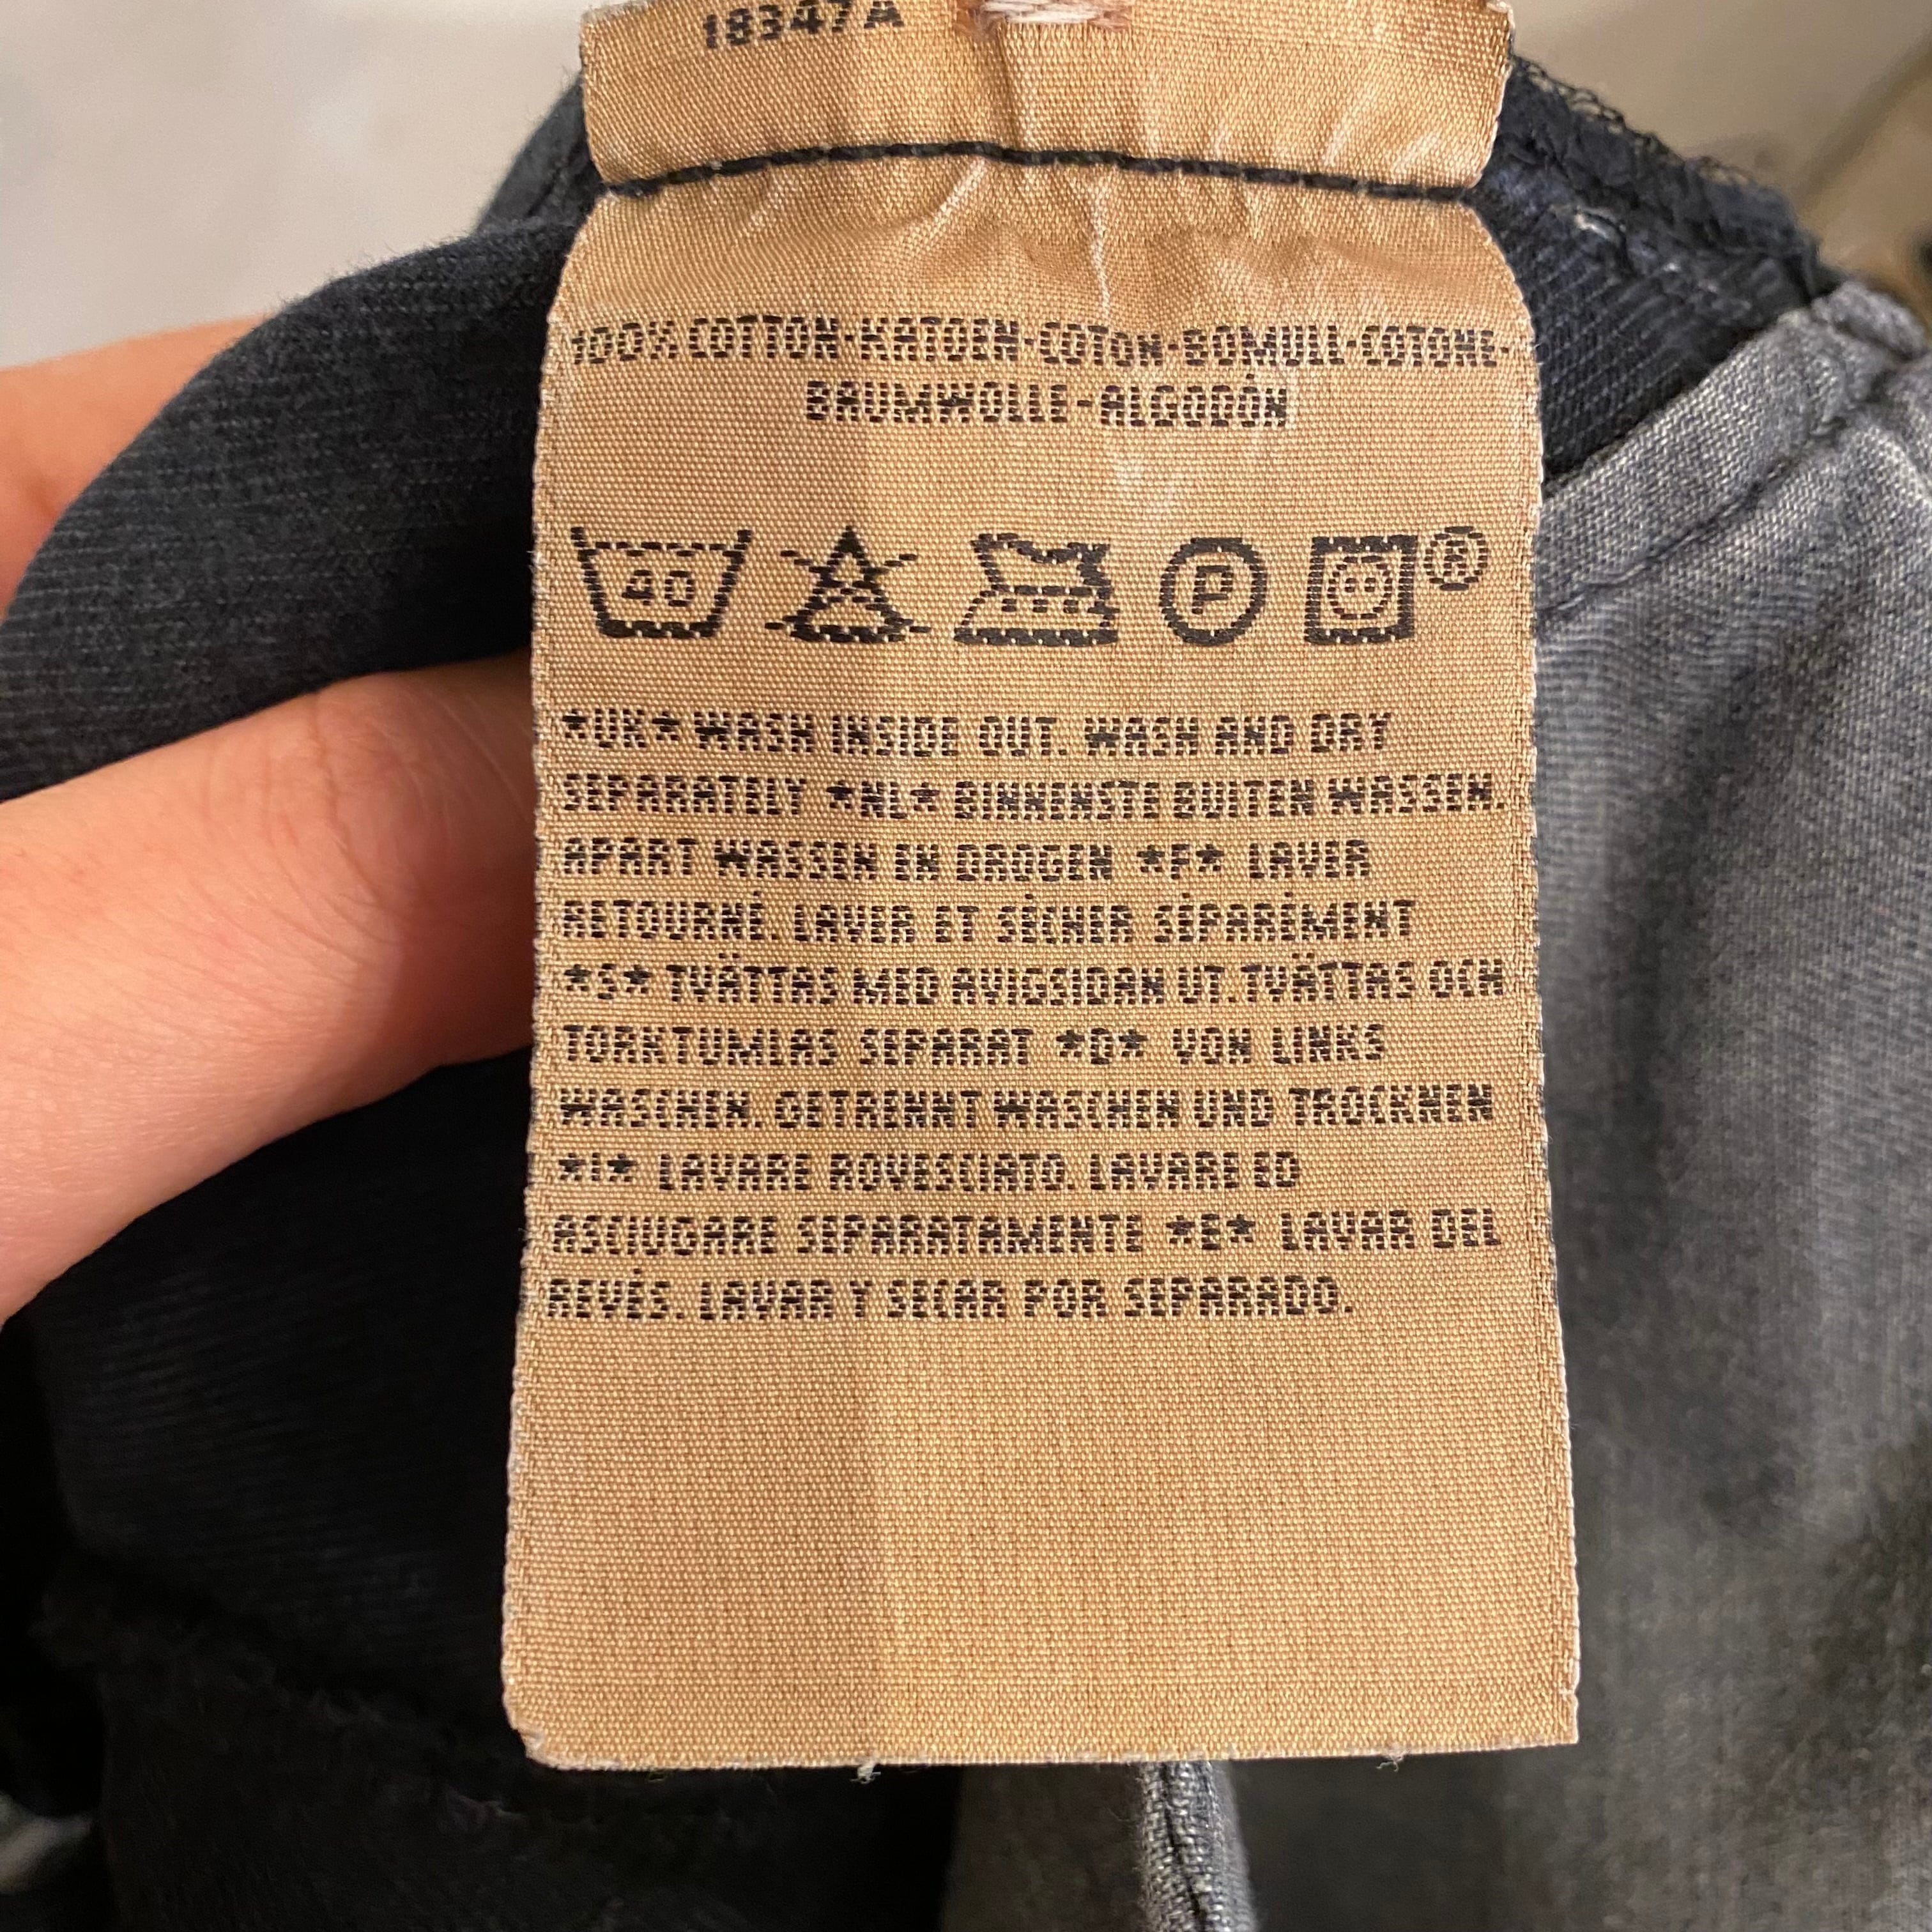 18347A
100% COTTON-KATOEN-COTON-BOMULL-COTONE-
BAUMWOLLE-ALGODÓN
40 P ®
*UK* WASH INSIDE OUT. WASH AND DRY
SEPARATELY *NL* BINNENSTE BUITEN WASSEN.
APART WASSEN EN DROGEN *F* LAVER
RETOURNÉ. LAVER ET SÉCHER SÉPARÉMENT
*S* TVÄTTAS MED AVIGSIDAN UT. TVÄTTAS OCH
TORKTUMLAS SEPARAT *D* VON LINKS
WASCHEN. GETRENNT WASCHEN UND TROCKNEN
*I* LAVARE ROVESCIATO. LAVARE ED
ASCIUGARE SEPARATAMENTE *E* LAVAR DEL
REVÉS. LAVAR Y SECAR POR SEPARADO.